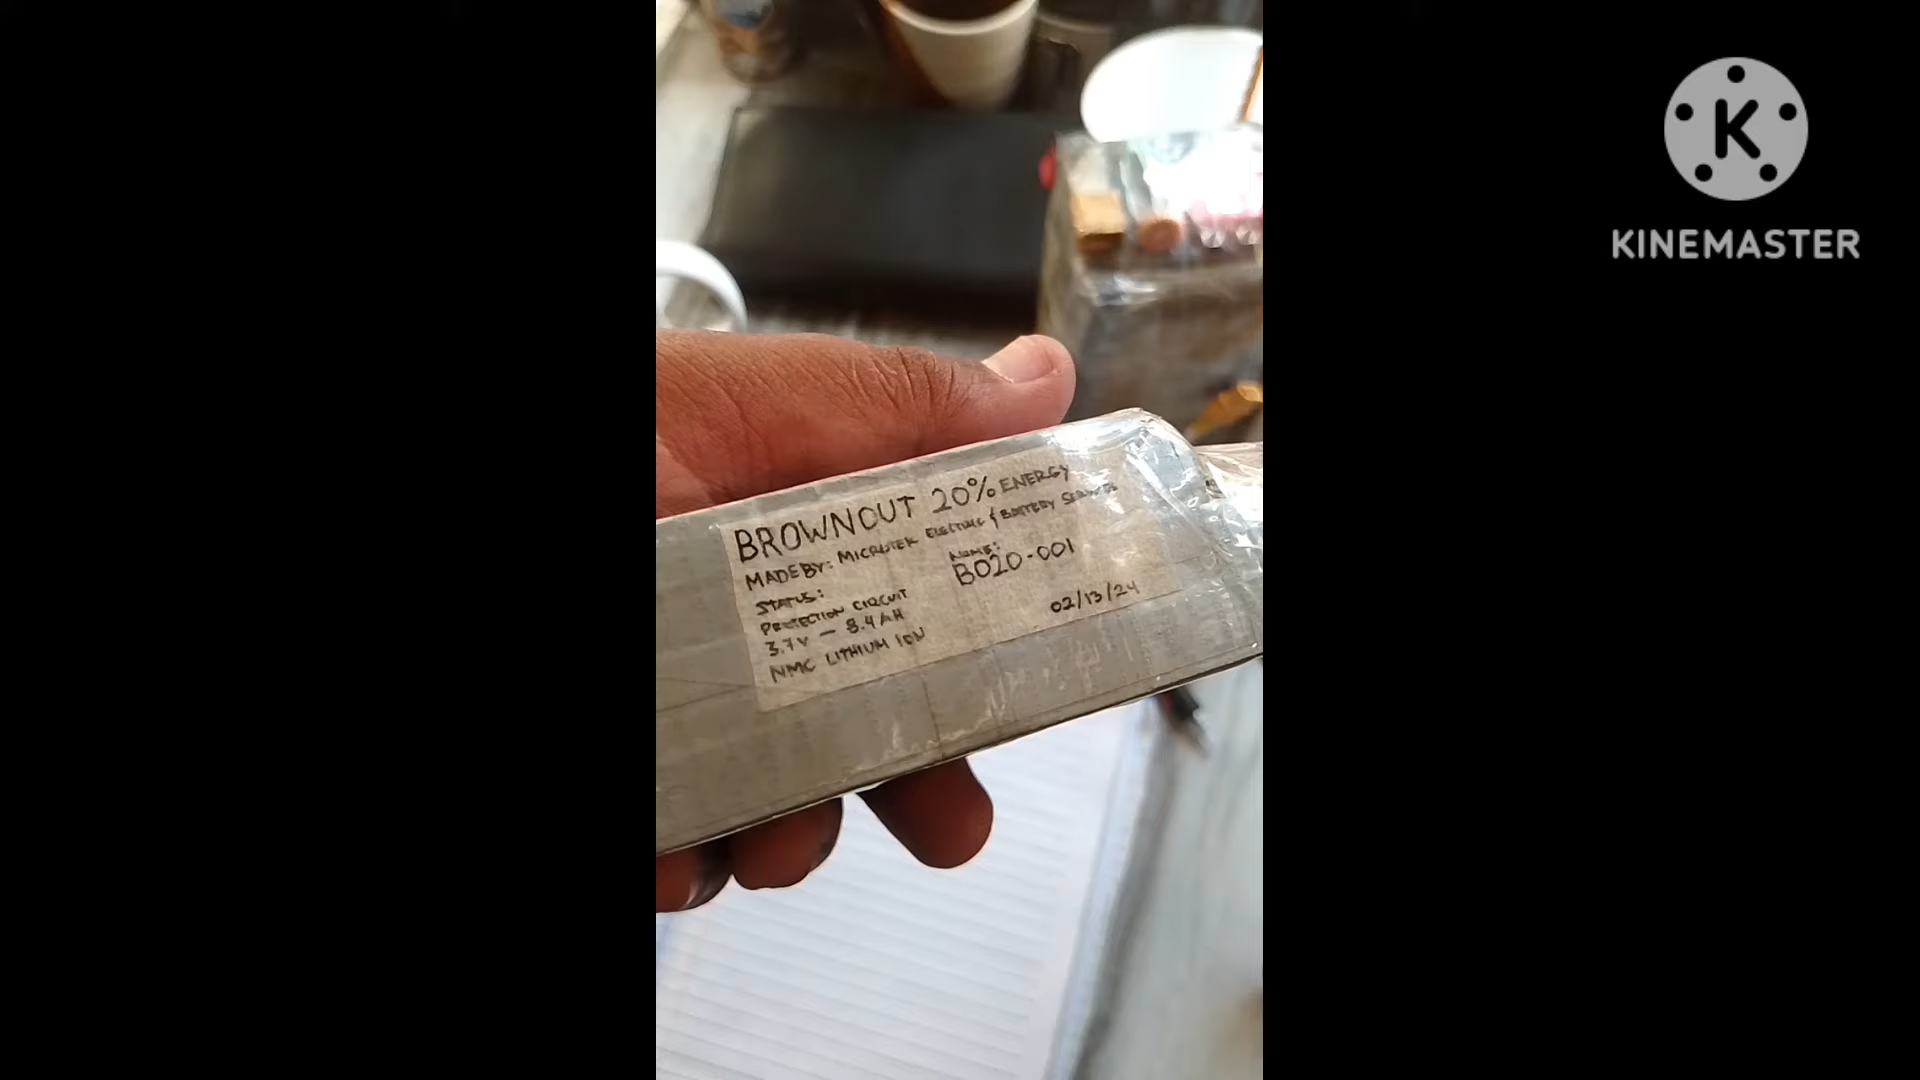 BROWNOUT 20% ENERGY
MADE BY: MICROTEK ELECTRIC & BATTERY SERVICE
STATUS:
PROTECTION CIRCUIT
3.7V - 8.4AH
NMC LITHIUM ION
NAME:
BO20-001
02/13/24
K
KINEMASTER